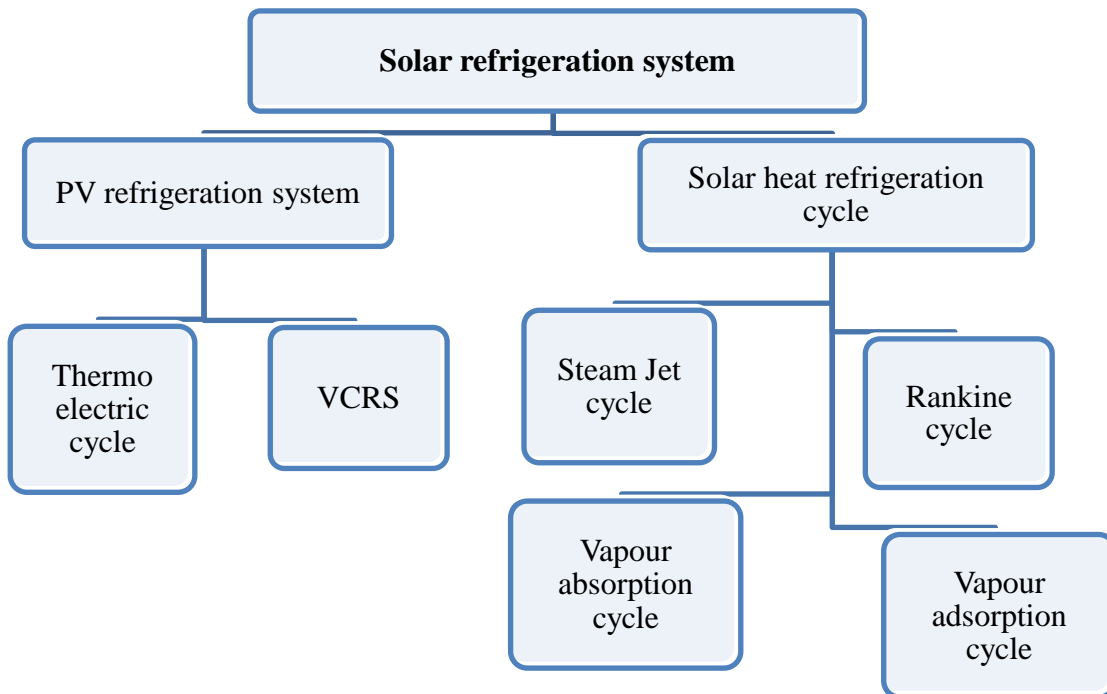 Solar refrigeration system
PV refrigeration system
Solar heat refrigeration
cycle
Thermo
electric
cycle
VCRS
Steam Jet
cycle
Rankine
cycle
Vapour
absorption
cycle
Vapour
adsorption
cycle